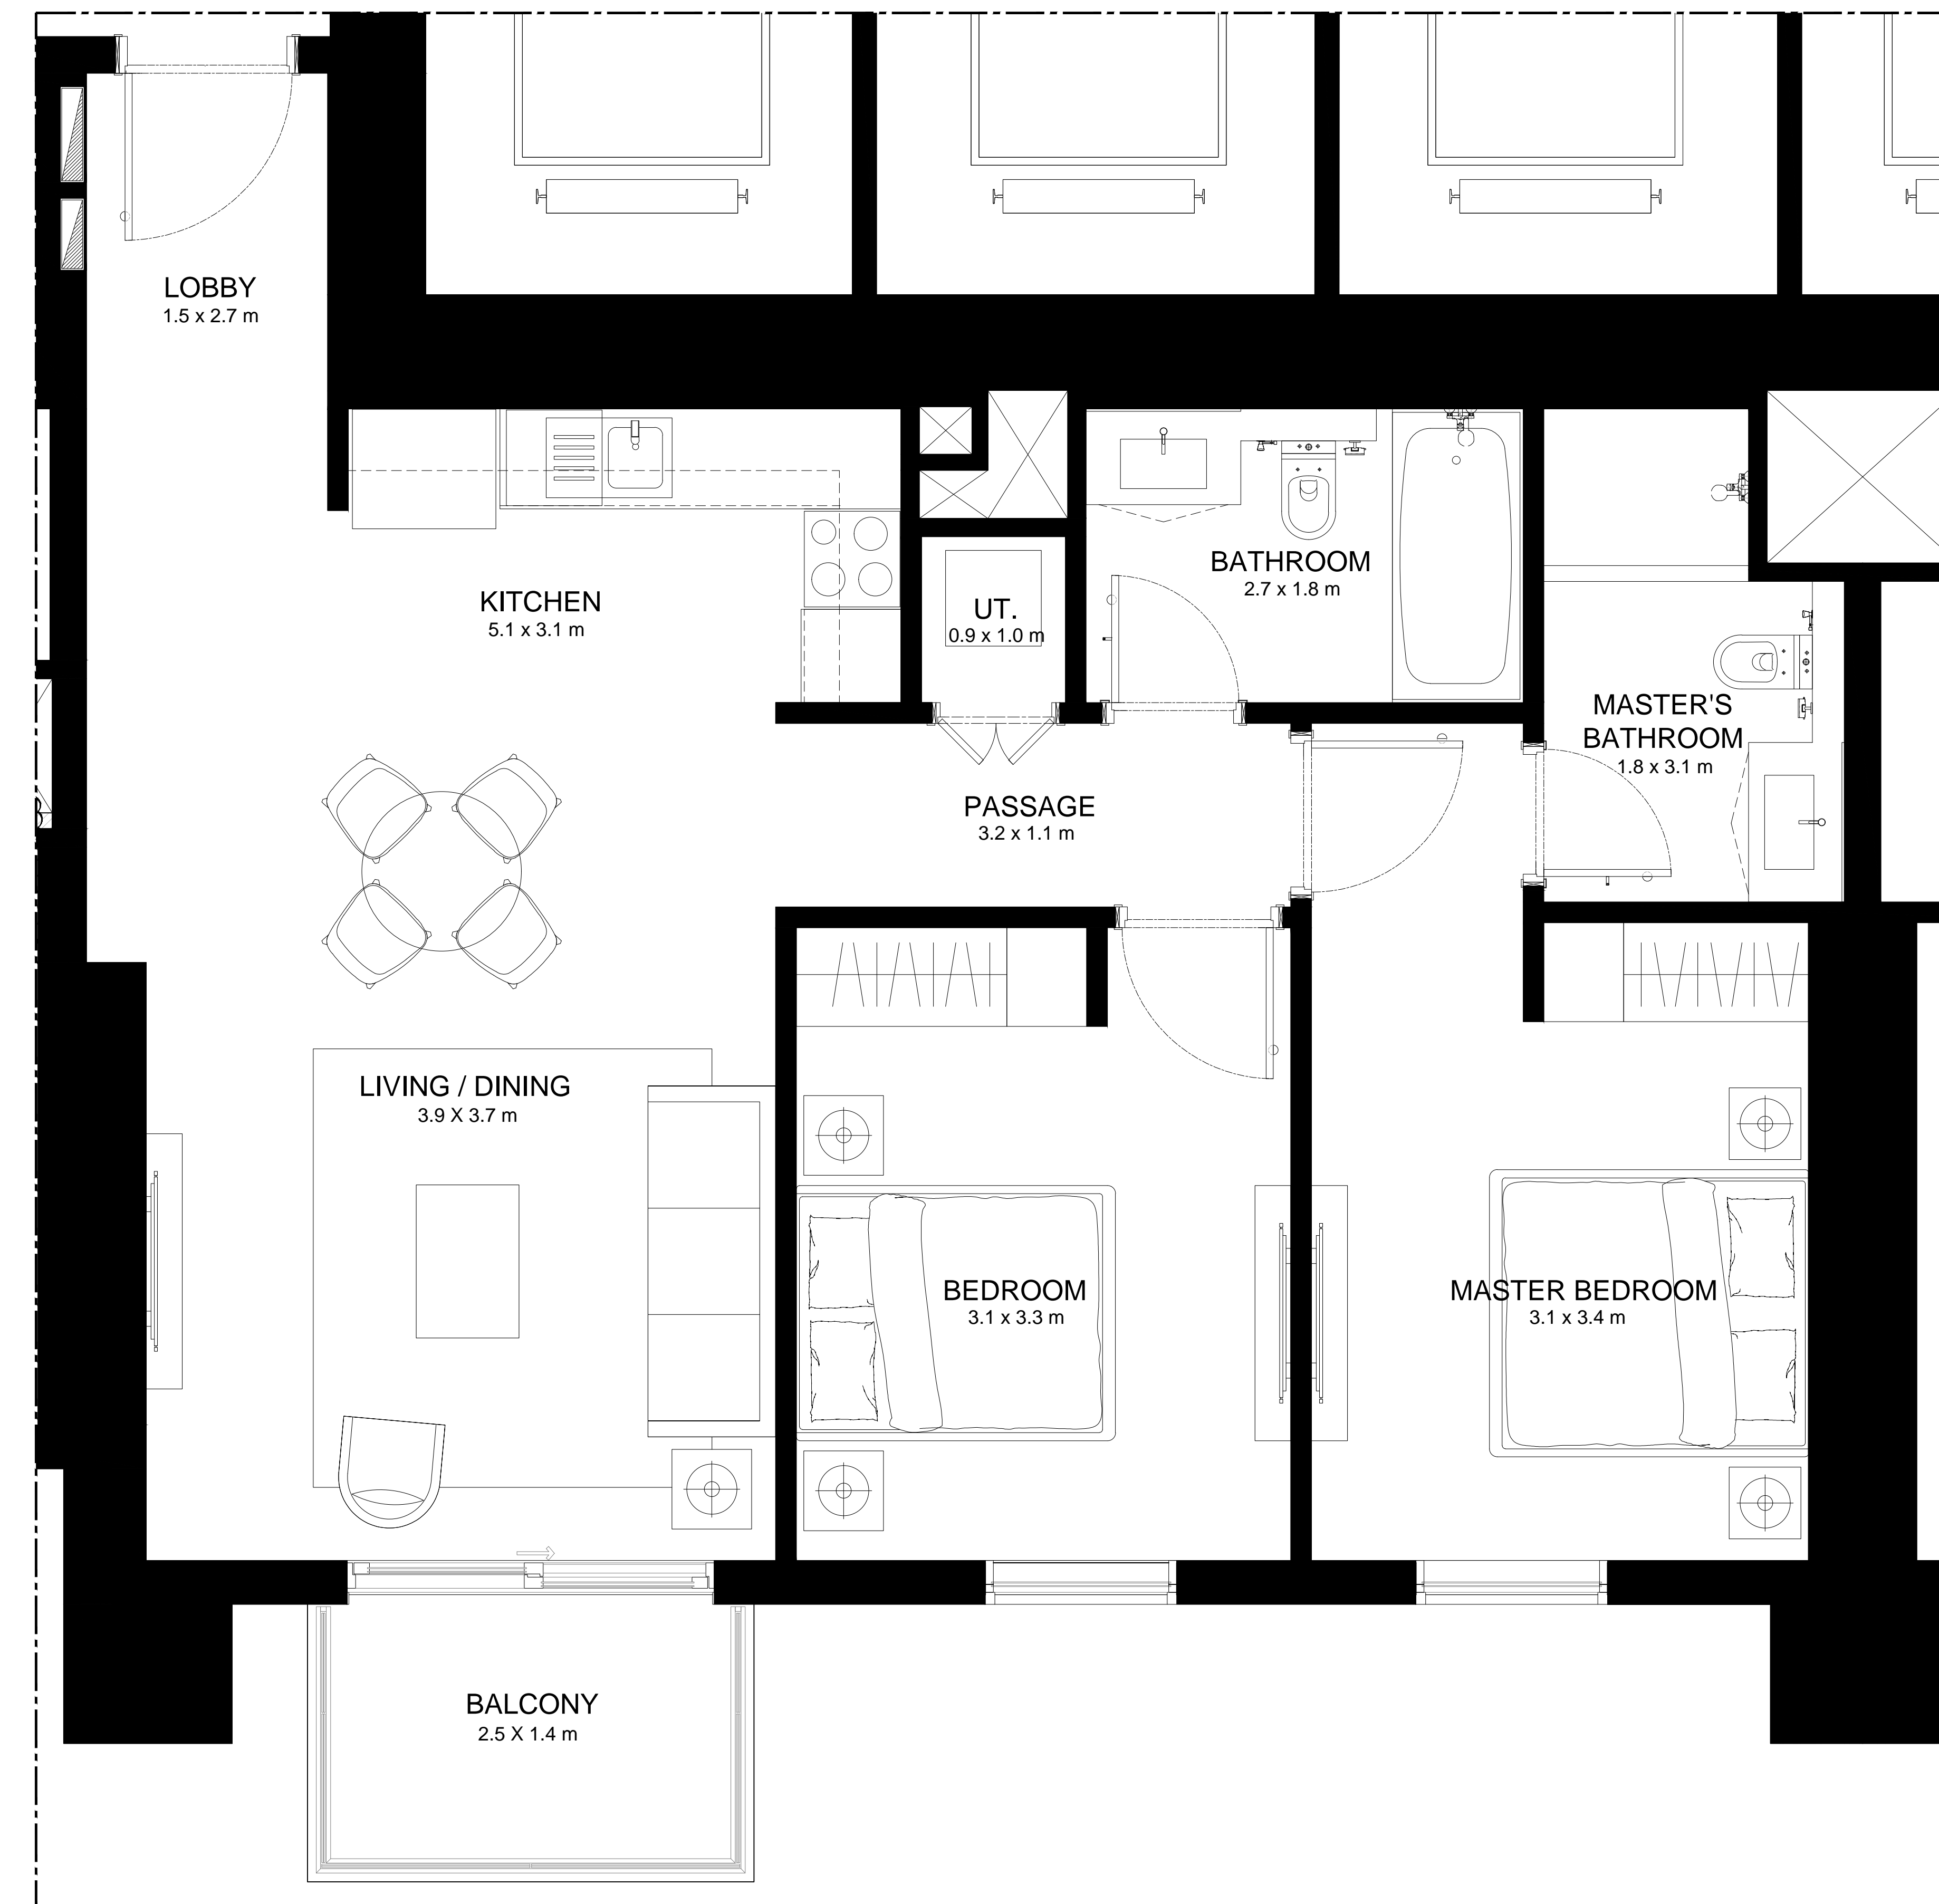 LOBBY
1.5 x 2.7 m
KITCHEN
5.1 x 3.1 m
UT.
0.9 x 1.0 m
BATHROOM
2.7 x 1.8 m
MASTER'S
BATHROOM
1.8 x 3.1 m
PASSAGE
3.2 x 1.1 m
LIVING / DINING
3.9 X 3.7 m
BEDROOM
3.1 x 3.3 m
MASTER BEDROOM
3.1 x 3.4 m
BALCONY
2.5 X 1.4 m